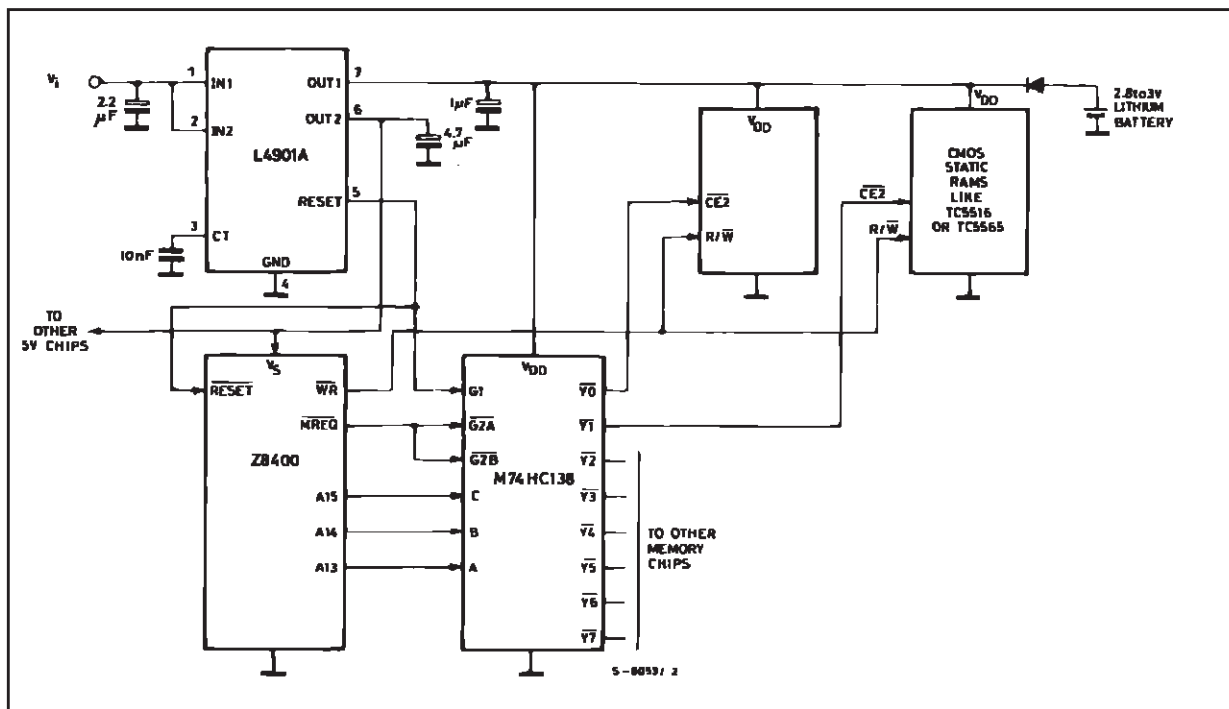 Vi
2.2
µF
1
IN1
2
IN2
L4901A
OUT1
7
OUT2
6
RESET
5
3
CT
10nF
GND
4
1µF
4.7
µF
VDD
CE2
R/W
VDD
CMOS
STATIC
RAMS
LIKE
TC5516
OR TC5565
CE2
R/W
2.8to3V
LITHIUM
BATTERY
TO
OTHER
5V CHIPS
VS
RESET
WR
MREQ
Z8400
A15
A14
A13
VDD
G1
G2A
G2B
M74HC138
C
B
A
Y0
Y1
Y2
Y3
Y4
Y5
Y6
Y7
TO OTHER
MEMORY
CHIPS
S-6053/2